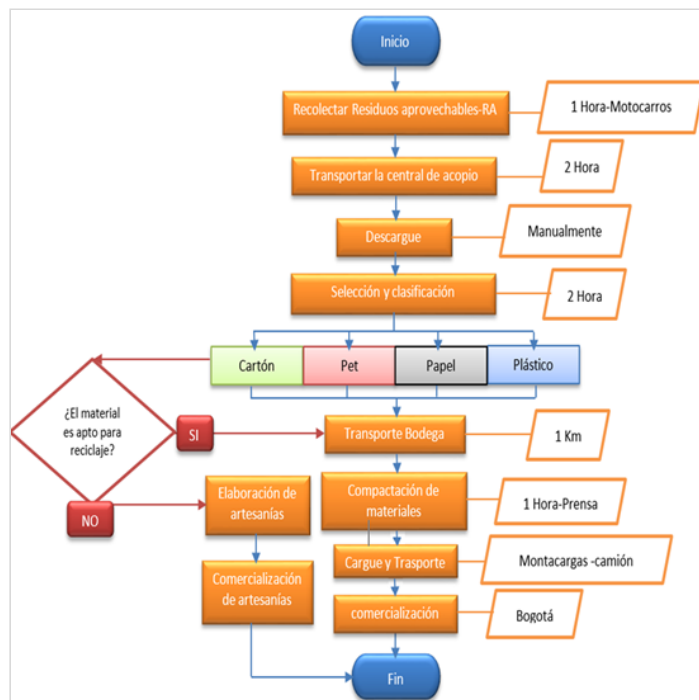 Inicio
Recolectar Residuos aprovechables-RA
1 Hora-Motocarros
Transportar la central de acopio
2 Hora
Descargue
Manualmente
Selección y clasificación
2 Hora
Cartón
Pet
Papel
Plástico
¿El material
es apto para
reciclaje?
SI
Transporte Bodega
1 Km
NO
Elaboración de
artesanías
Compactación de
materiales
1 Hora-Prensa
Comercialización
de artesanías
Cargue y Trasporte
Montacargas -camión
comercialización
Bogotá
Fin